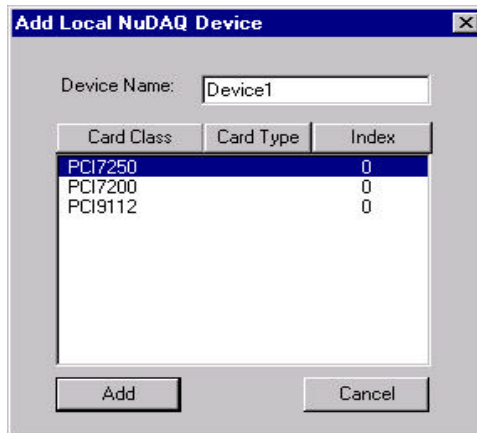 Add Local NuDAQ Device
Device Name: Device1
Card Class Card Type Index
PCI7250 0
PCI7200 0
PCI9112 0
Add Cancel